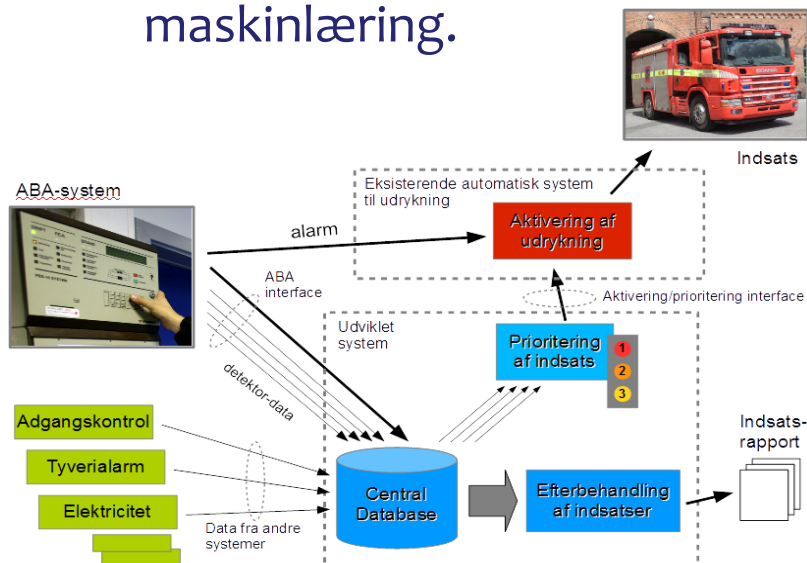 maskinlæring.
Indsats
ABA-system
Eksisterende automatisk system
til udrykning
Aktivering af
udrykning
alarm
ABA
interface
Aktivering/prioritering interface
Udviklet
system
Prioritering
af indsats
1
2
3
detektor-data
Adgangskontrol
Tyverialarm
Elektricitet
Data fra andre
systemer
Central
Database
Efterbehandling
af indsatser
Indsats-
rapport